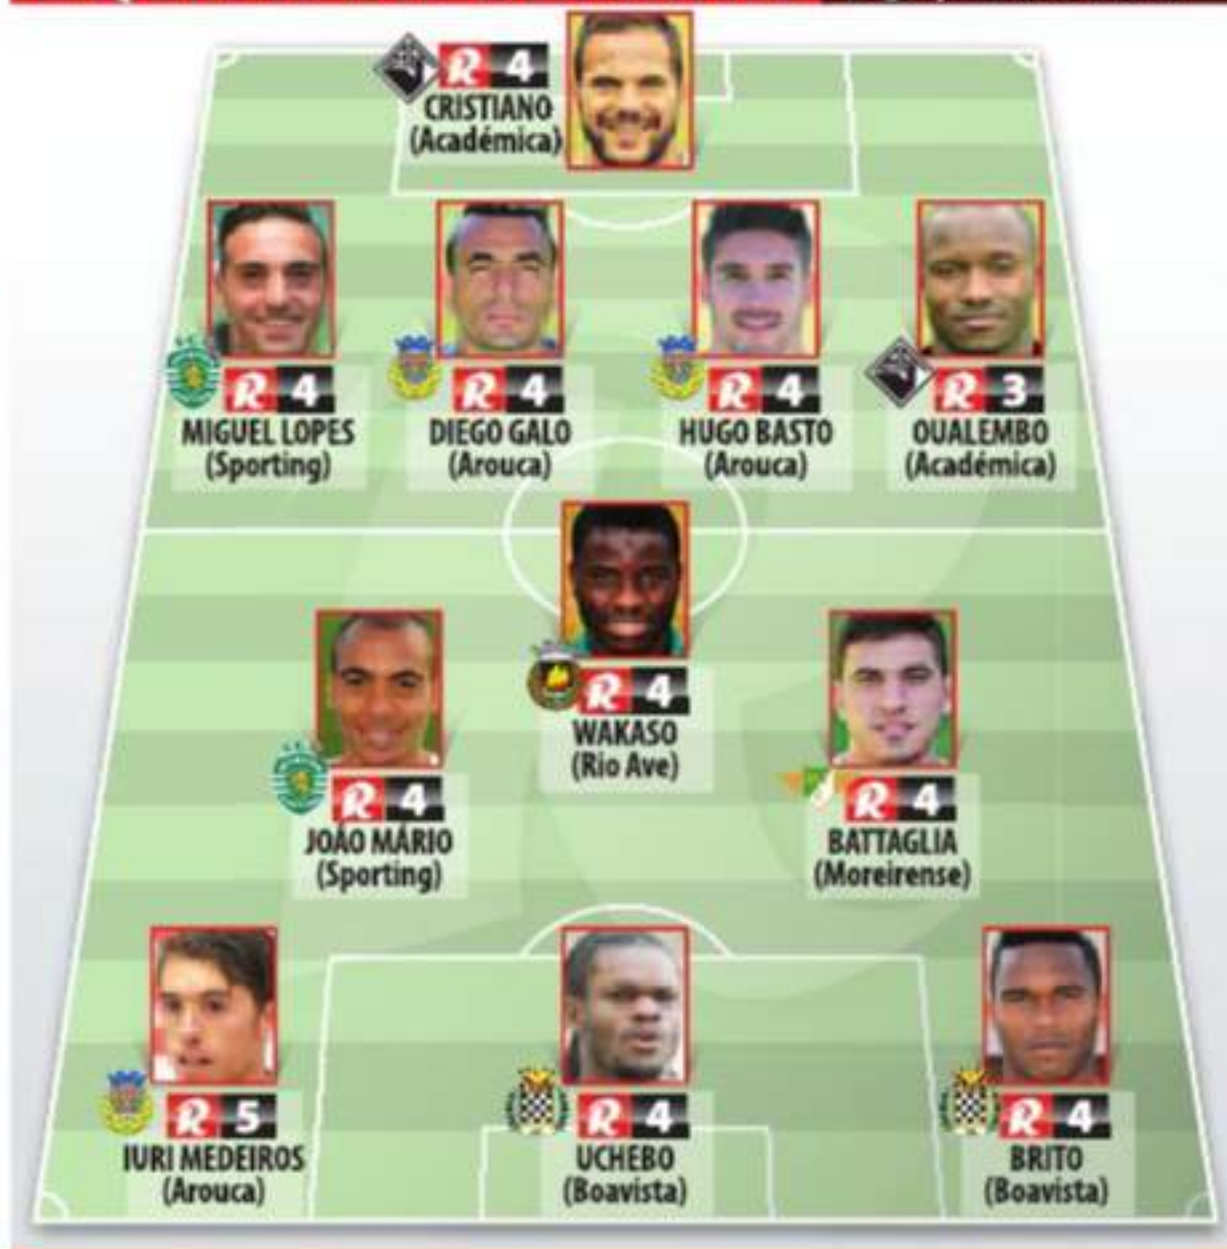 R 4
CRISTIANO
(Académica)
R 4
MIGUEL LOPES
(Sporting)
R 4
DIEGO GALO
(Arouca)
R 4
HUGO BASTO
(Arouca)
R 3
OUALEMBO
(Académica)
R 4
WAKASO
(Rio Ave)
R 4
JOÃO MÁRIO
(Sporting)
R 4
BATTAGLIA
(Moreirense)
R 5
IURI MEDEIROS
(Arouca)
R 4
UCHEBO
(Boavista)
R 4
BRITO
(Boavista)